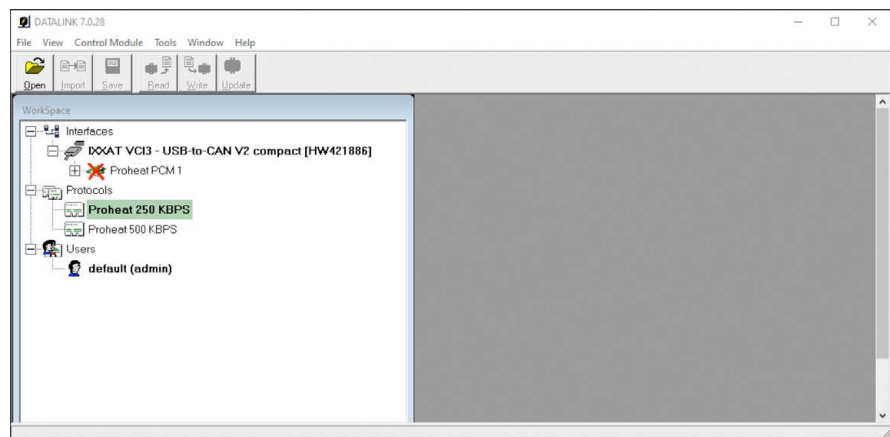 DATALINK 7.0.28
File View Control Module Tools Window Help
Open Import Save Read Write Update
WorkSpace
Interfaces
IXXAT VCI3 - USB-to-CAN V2 compact [HW421886]
Proheat PCM 1
Protocols
Proheat 250 KBPS
Proheat 500 KBPS
Users
default (admin)